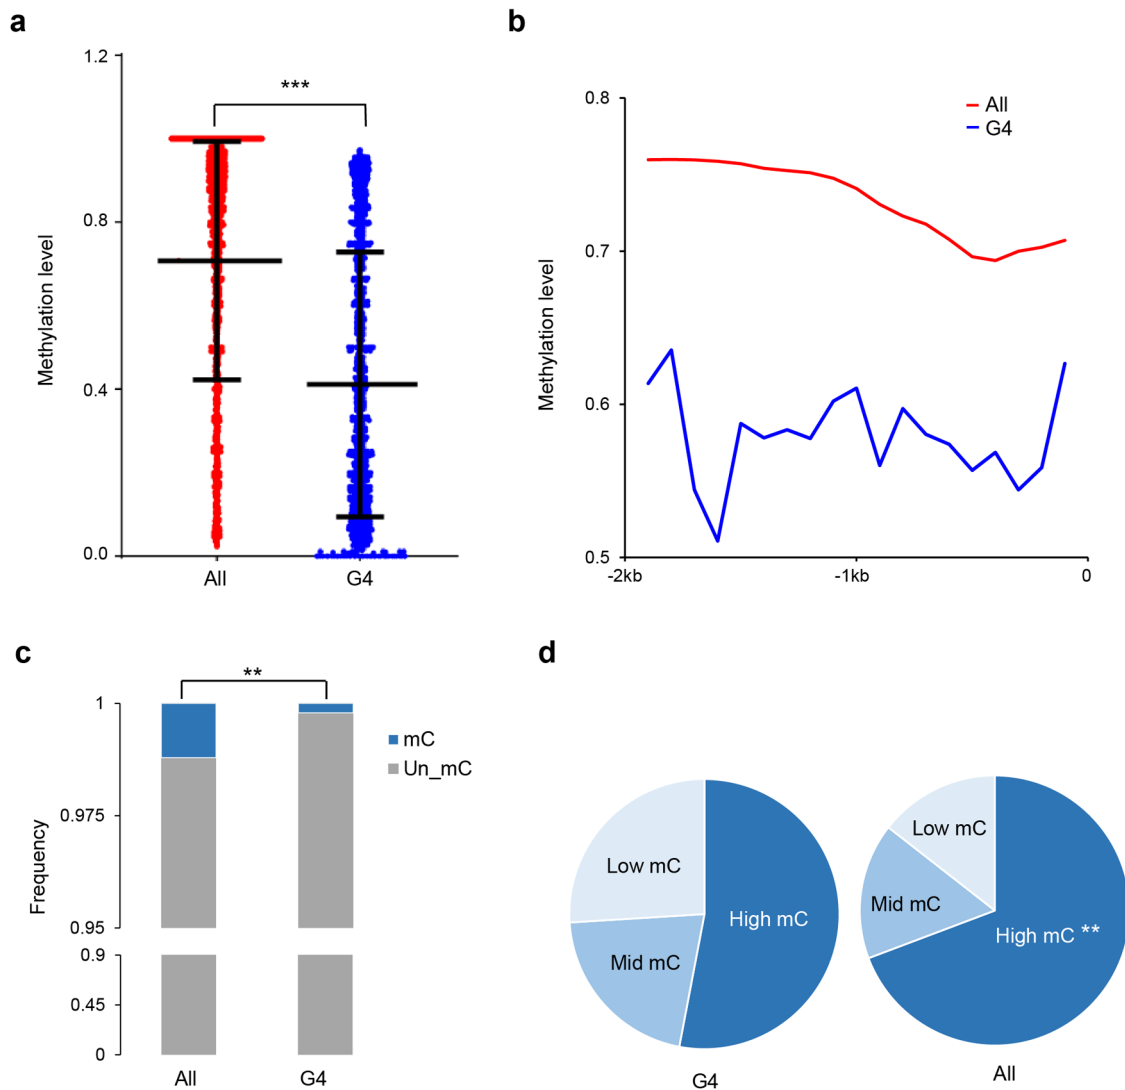 a
1.2
0.8
0.4
0.0
Methylation level
***
All
G4
b
0.8
0.7
0.6
0.5
Methylation level
All
G4
-2kb
-1kb
0
c
**
1
0.975
0.95
0.9
0.45
0
Frequency
mC
Un_mC
All
G4
d
Low mC
Mid mC
High mC
G4
Low mC
Mid mC
High mC **
All